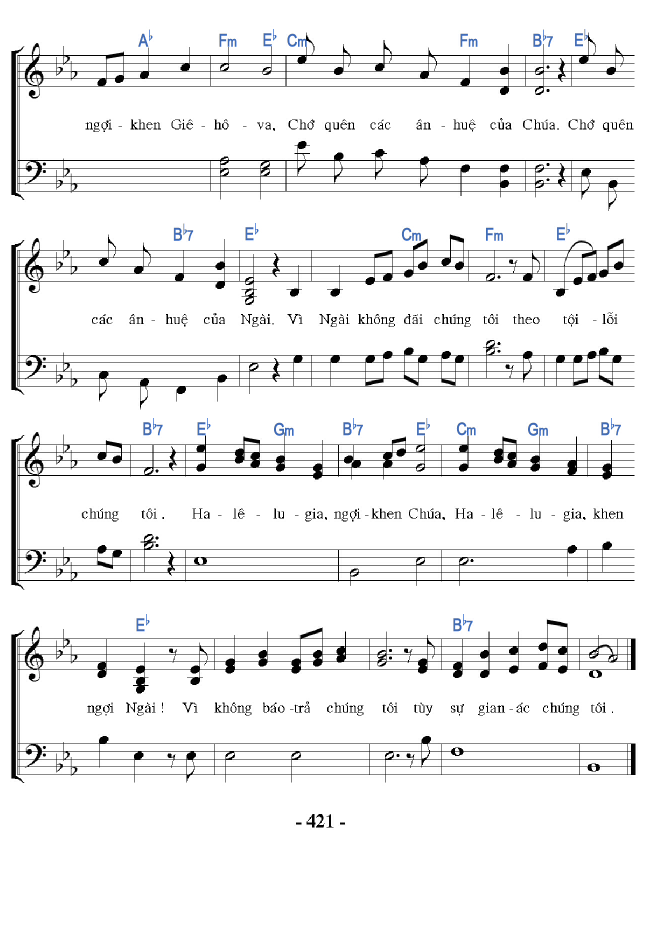 A♭ Fm E♭ Cm Fm B♭7 E♭
ngợi - khen Giê - hô - va, Chớ quên các ân - huệ của Chúa. Chớ quên
B♭7 E♭ Cm Fm E♭
các ân - huệ của Ngài. Vì Ngài không đãi chúng tôi theo tội - lỗi
B♭7 E♭ Gm B♭7 E♭ Cm Gm B♭7
chúng tôi. Ha - lê - lu - gia, ngợi - khen Chúa, Ha - lê - lu - gia, khen
E♭ B♭7
ngợi Ngài! Vì không báo - trả chúng tôi tùy sự gian - ác chúng tôi.
- 421 -